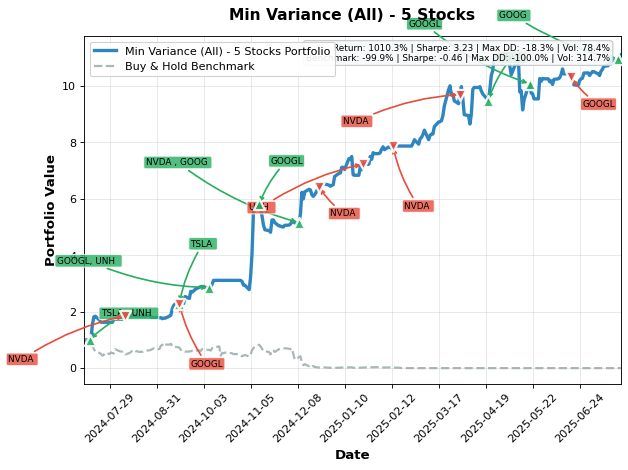 Min Variance (All) - 5 Stocks
GOOG
GOOGL
Min Variance (All) - 5 Stocks Portfolio
Buy & Hold Benchmark
Return: 1010.3% | Sharpe: 3.23 | Max DD: -18.3% | Vol: 78.4%
Benchmark: -99.9% | Sharpe: -0.46 | Max DD: -100.0% | Vol: 314.7%
10
8
6
4
2
0
Portfolio Value
NVDA
GOOGL
NVDA , GOOG
GOOGL
NVDA
NVDA
TSLA
GOOGL, UNH
NVDA
GOOGL
2024-07-29
2024-08-31
2024-10-03
2024-11-05
2024-12-08
2025-01-10
2025-02-12
2025-03-17
2025-04-19
2025-05-22
2025-06-24
Date